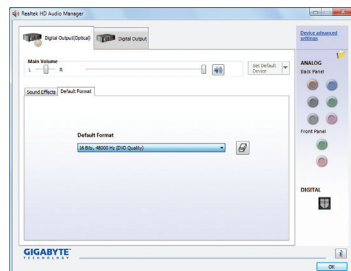 Realtek HD Audio Manager
Digital Output(Optical)
Digital Output
Device advanced
settings
Main Volume
L
R
Set Default
Device
ANALOG
Back Panel
Sound Effects
Default Format
Default Format
16 Bits, 48000 Hz (DVD Quality)
Front Panel
DIGITAL
GIGABYTE
TECHNOLOGY
OK